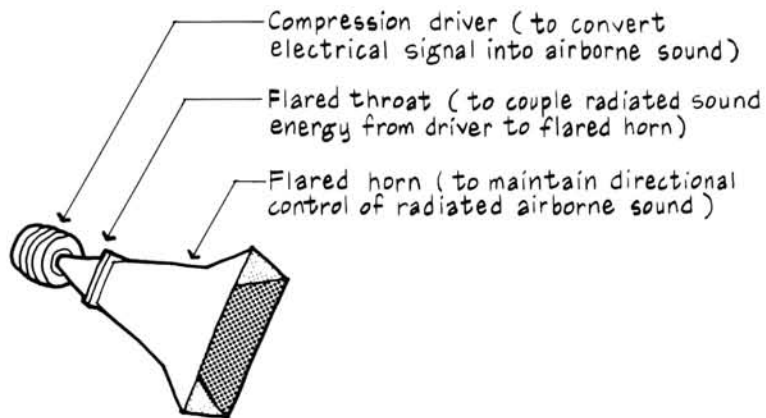 Compression driver (to convert
electrical signal into airborne sound)
Flared throat (to couple radiated sound
energy from driver to flared horn)
Flared horn (to maintain directional
control of radiated airborne sound)